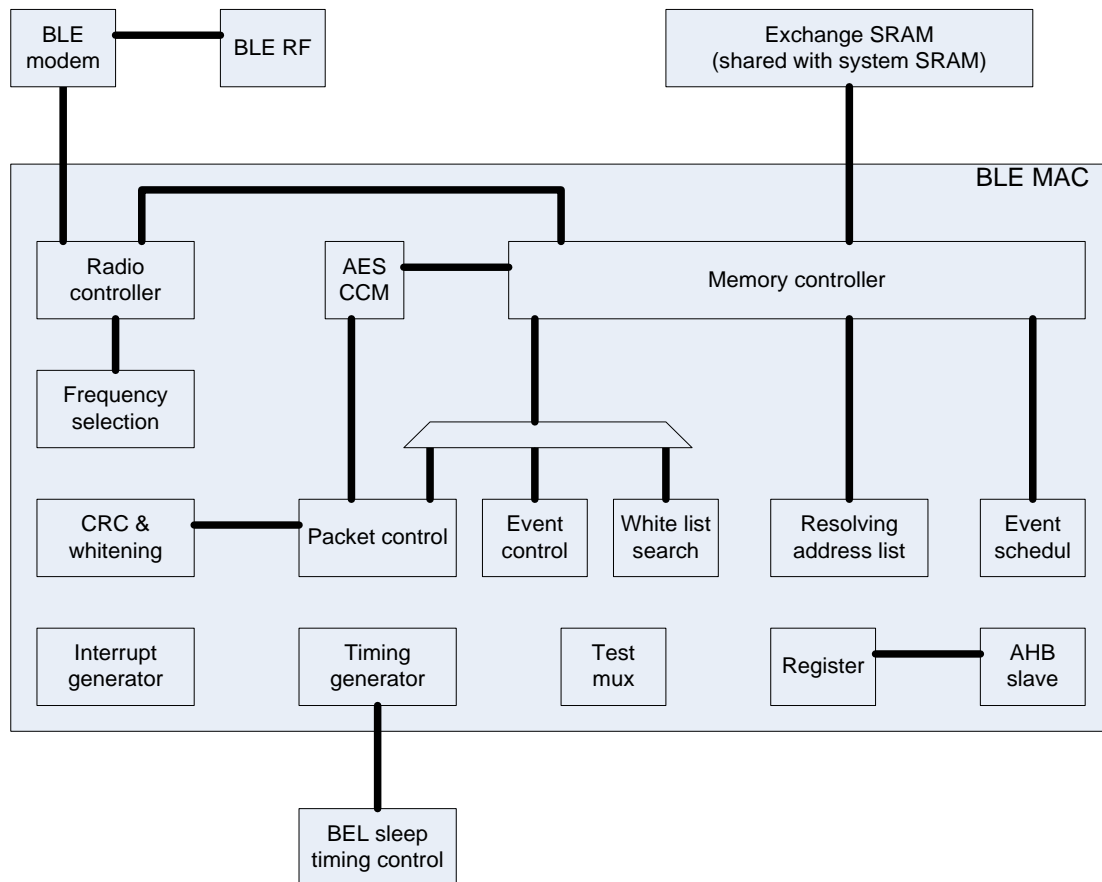 BLE
modem
BLE RF
Exchange SRAM
(shared with system SRAM)
BLE MAC
Radio
controller
AES
CCM
Memory controller
Frequency
selection
CRC &
whitening
Packet control
Event
control
White list
search
Resolving
address list
Event
schedul
Interrupt
generator
Timing
generator
Test
mux
Register
AHB
slave
BEL sleep
timing control